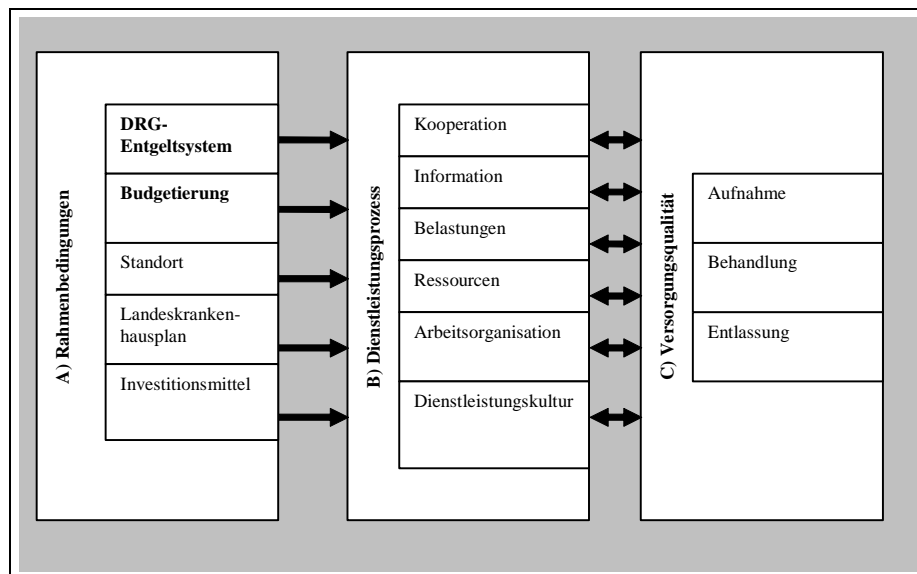 A) Rahmenbedingungen
DRG-
Entgeltsystem
Budgetierung
Standort
Landeskranken-
hausplan
Investitionsmittel
B) Dienstleistungsprozess
Kooperation
Information
Belastungen
Ressourcen
Arbeitsorganisation
Dienstleistungskultur
C) Versorgungsqualität
Aufnahme
Behandlung
Entlassung